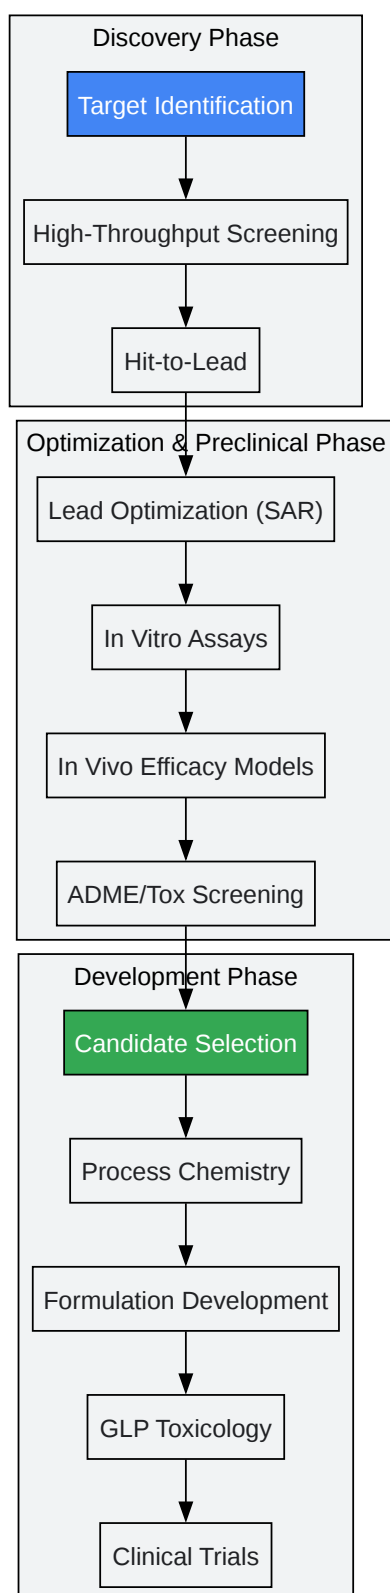 Discovery Phase
Target Identification
High-Throughput Screening
Hit-to-Lead
Optimization & Preclinical Phase
Lead Optimization (SAR)
In Vitro Assays
In Vivo Efficacy Models
ADME/Tox Screening
Development Phase
Candidate Selection
Process Chemistry
Formulation Development
GLP Toxicology
Clinical Trials